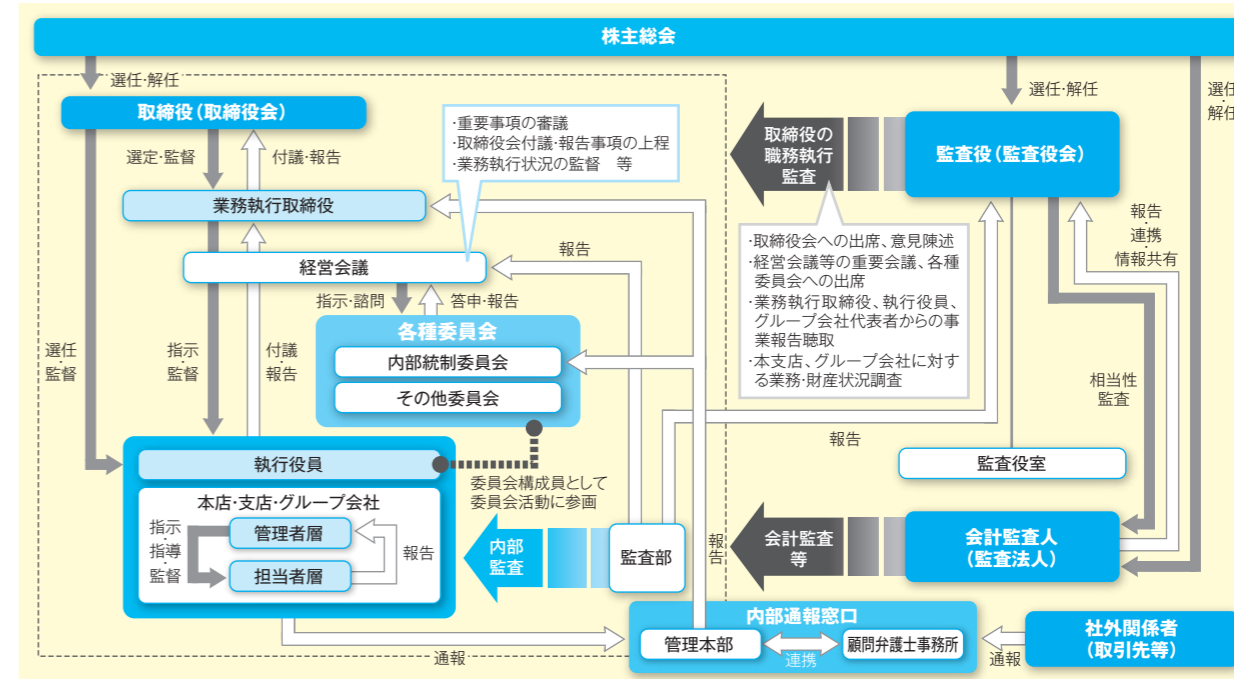 株主総会
選任・解任
取締役(取締役会)
選定・監督
付議・報告
業務執行取締役
・重要事項の審議
・取締役会付議・報告事項の上程
・業務執行状況の監督　等
経営会議
報告
指示・諮問
答申・報告
各種委員会
内部統制委員会
その他委員会
選任
・
監督
指示
・
監督
付議
・
報告
執行役員
委員会構成員として
委員会活動に参画
本店・支店・グループ会社
指示
・
指導
・
監督
管理者層
担当者層
報告
内部
監査
監査部
報告
取締役の
職務執行
監査
選任・解任
監査役(監査役会)
選任・
解任
・取締役会への出席、意見陳述
・経営会議等の重要会議、各種
委員会への出席
・業務執行取締役、執行役員、
グループ会社代表者からの事
業報告聴取
・本支店、グループ会社に対す
る業務・財産状況調査
報告
・
連携
・
情報共有
相当性
監査
報告
監査役室
会計監査
等
会計監査人
(監査法人)
内部通報窓口
管理本部
連携
顧問弁護士事務所
通報
通報
社外関係者
(取引先等)